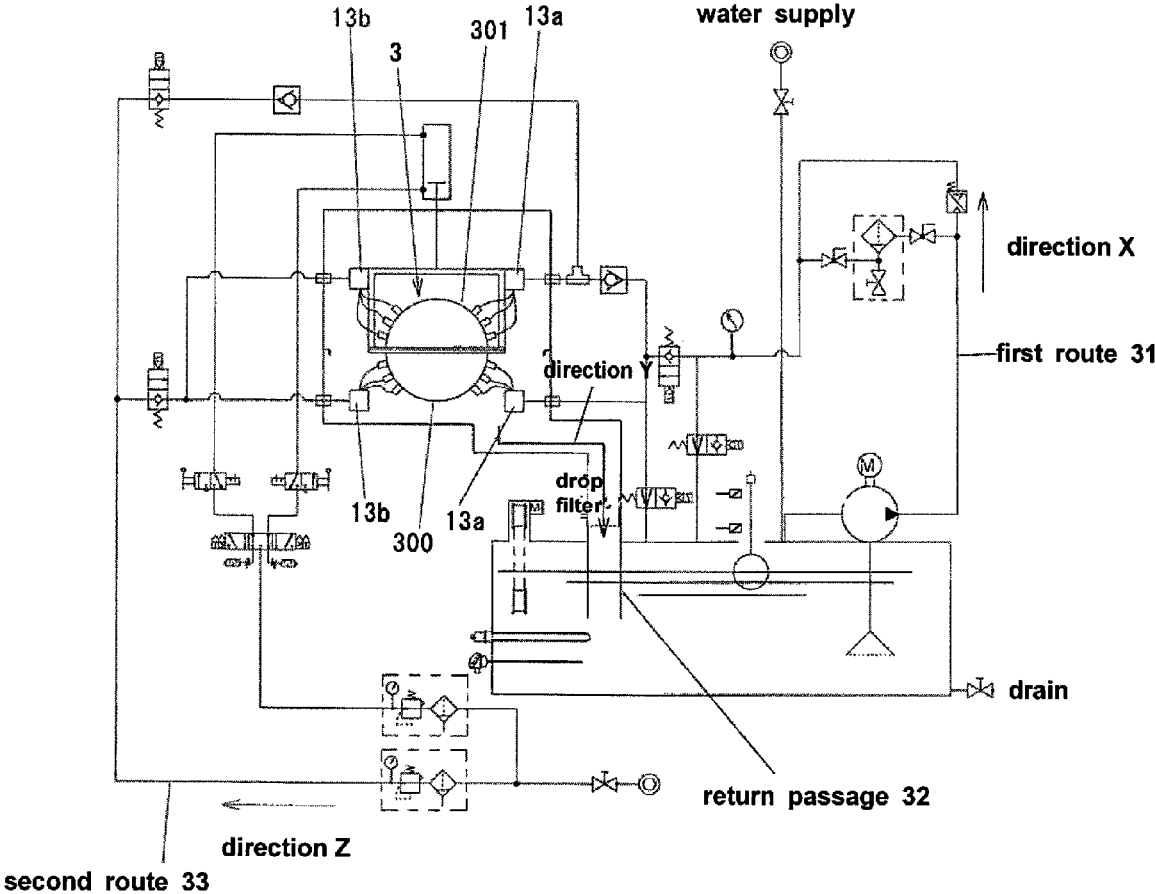 water supply
13b
301
13a
3
direction X
first route 31
direction Y
drop
filter
13b
300
13a
M
M
drain
return passage 32
direction Z
second route 33